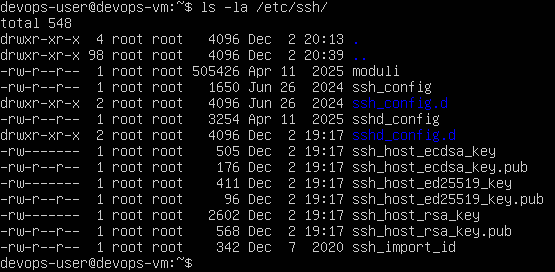 devops-user@devops-vm:~$ ls -la /etc/ssh/
total 548
drwxr-xr-x  4 root root   4096 Dec  2 20:13 .
drwxr-xr-x 98 root root   4096 Dec  2 20:39 ..
-rw-r--r--  1 root root 505426 Apr 11  2025 moduli
-rw-r--r--  1 root root   1650 Jun 26  2024 ssh_config
drwxr-xr-x  2 root root   4096 Jun 26  2024 ssh_config.d
-rw-r--r--  1 root root   3254 Apr 11  2025 sshd_config
drwxr-xr-x  2 root root   4096 Dec  2 19:17 sshd_config.d
-rw-------  1 root root    505 Dec  2 19:17 ssh_host_ecdsa_key
-rw-r--r--  1 root root    176 Dec  2 19:17 ssh_host_ecdsa_key.pub
-rw-------  1 root root    411 Dec  2 19:17 ssh_host_ed25519_key
-rw-r--r--  1 root root     96 Dec  2 19:17 ssh_host_ed25519_key.pub
-rw-------  1 root root   2602 Dec  2 19:17 ssh_host_rsa_key
-rw-r--r--  1 root root    568 Dec  2 19:17 ssh_host_rsa_key.pub
-rw-r--r--  1 root root    342 Dec  7  2020 ssh_import_id
devops-user@devops-vm:~$